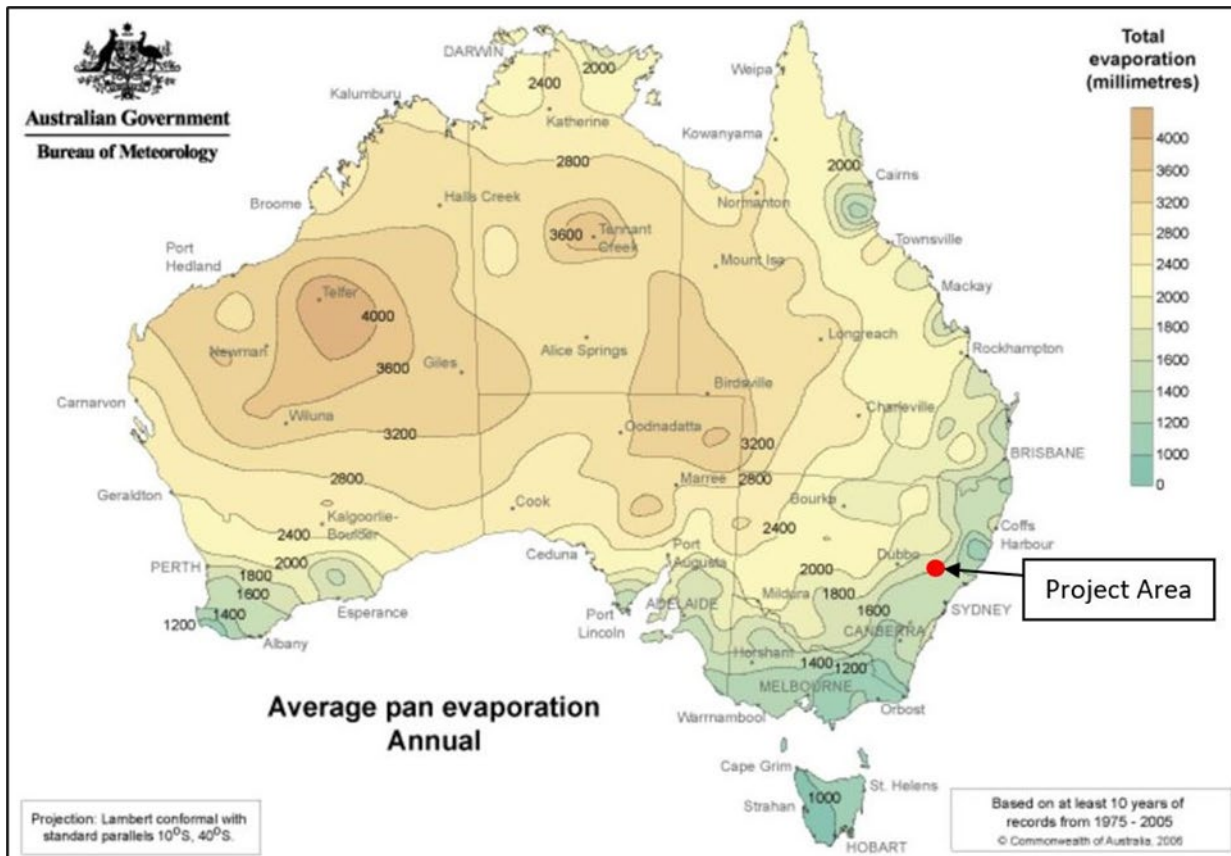 Australian Government
Bureau of Meteorology
Total
evaporation
(millimetres)
4000
3600
3200
2800
2400
2000
1800
1600
1400
1200
1000
0
DARWIN
2400
2000
Weipa
Kalumburu
Katherine
Kowanyama
2800
2000
Cairns
Halls Creek
Normanton
Broome
3600
Tennant
Creek
Townsville
Port
Hedland
Mount Isa
Telfer
4000
Mackay
Newman
Alice Springs
Longreach
3600
Giles
Rockhampton
Birdsville
Carnarvon
Wiluna
3200
Oodnadatta
3200
Charleville
BRISBANE
2800
Marree
2800
Geraldton
Cook
Bourke
Kalgoorlie-
Boulder
2400
2400
Coffs
Harbour
PERTH
2000
Ceduna
Port
Augusta
2000
Dubbo
1800
1600
Esperance
Mildura
1800
Project Area
1400
1200
Port
Lincoln
ADELAIDE
1600
SYDNEY
Albany
CANBERRA
Horsham
1400
1200
MELBOURNE
Warrnambool
Orbost
Average pan evaporation
Annual
Cape Grim
St. Helens
1000
Strahan
HOBART
Projection: Lambert conformal with
standard parallels 10°S, 40°S.
Based on at least 10 years of
records from 1975 - 2005
© Commonwealth of Australia, 2006